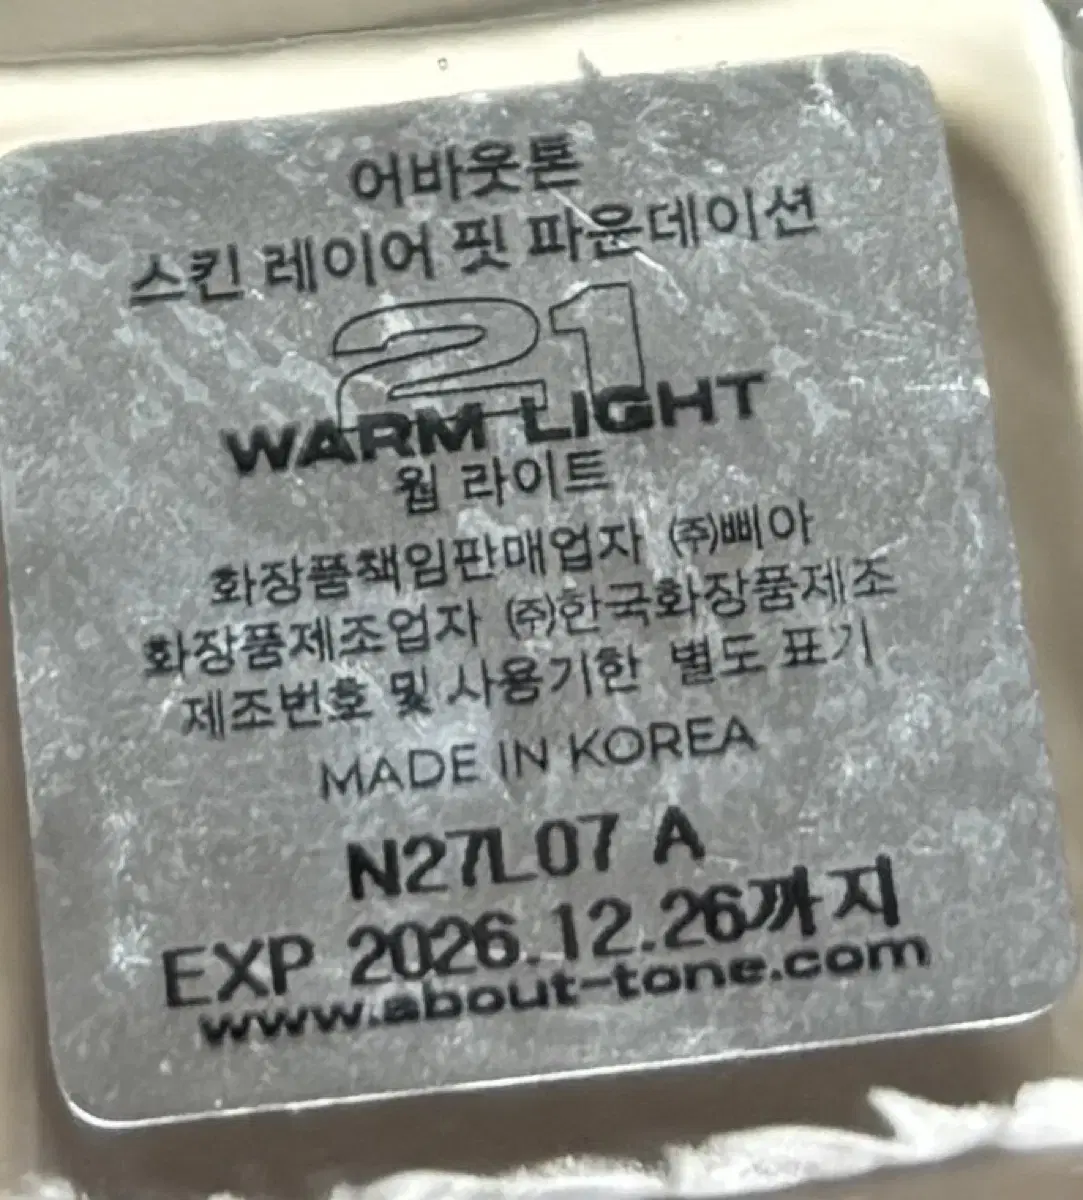 어바웃톤
스킨 레이어 핏 파운데이션
21
WARM LIGHT
웜 라이트
화장품책임판매업자 (주)삐아
화장품제조업자 (주)한국화장품제조
제조번호 및 사용기한 별도 표기
MADE IN KOREA
N27L07 A
EXP 2026.12.26까지
www.about-tone.com